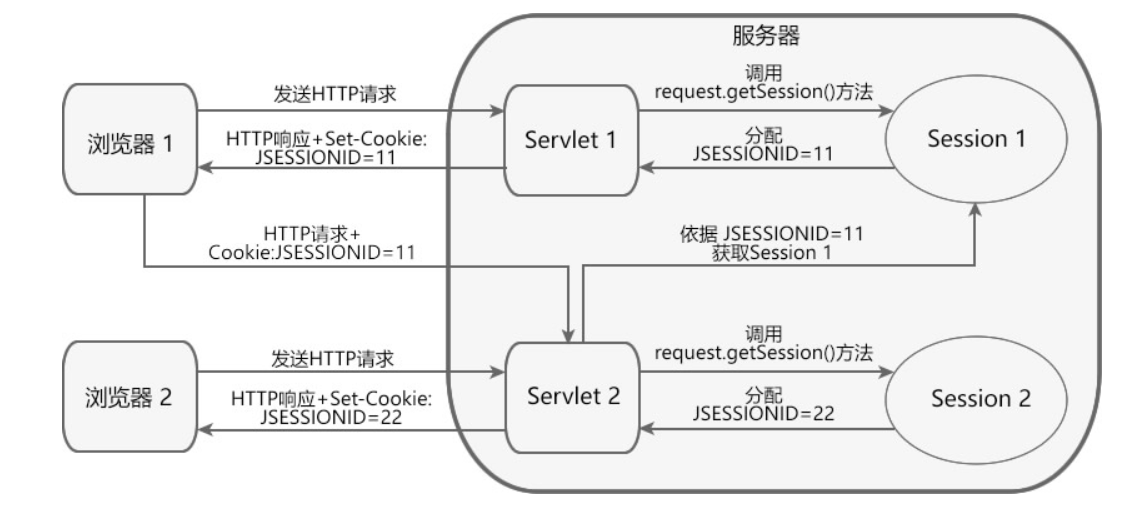 服务器
发送HTTP请求
调用
request.getSession()方法
浏览器 1
HTTP响应+Set-Cookie:
JSESSIONID=11
Servlet 1
分配
JSESSIONID=11
Session 1
HTTP请求+
Cookie:JSESSIONID=11
依据 JSESSIONID=11
获取Session 1
发送HTTP请求
调用
request.getSession()方法
浏览器 2
HTTP响应+Set-Cookie:
JSESSIONID=22
Servlet 2
分配
JSESSIONID=22
Session 2